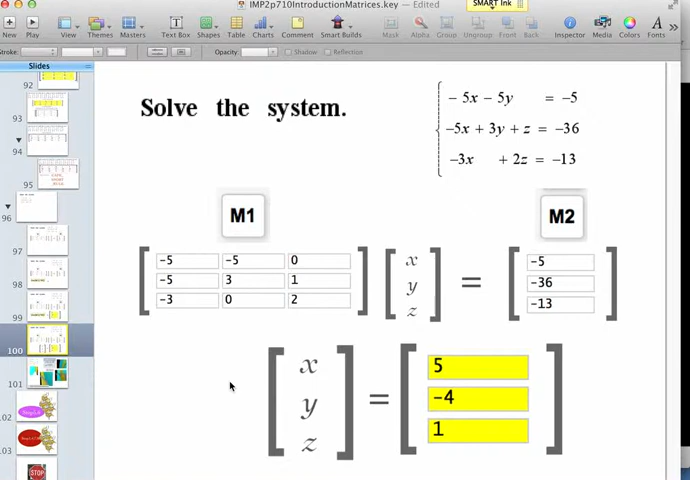 IMP2p710IntroductionMatrices.key — Edited
SMART Ink
New Play View Themes Masters Text Box Shapes Table Charts Comment Smart Builds Mask Alpha Group Ungroup Front Back Inspector Media Colors Fonts
Stroke: Opacity: Shadow Reflection
Slides
92
93
94
95
96
97
98
99
100
101
102
103
STOP
Solve the system.
- 5x - 5y = -5
-5x + 3y + z = -36
-3x + 2z = -13
M1
M2
-5 -5 0
-5 3 1
-3 0 2
x
y
z
=
-5
-36
-13
x
y
z
=
5
-4
1